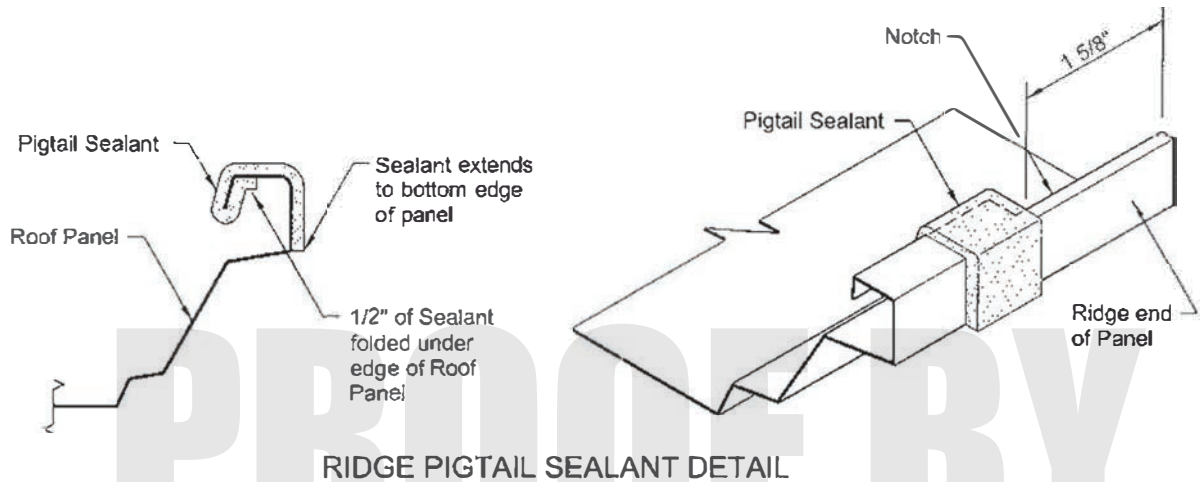 Pigtail Sealant
Roof Panel
Sealant extends
to bottom edge
of panel
1/2" of Sealant
folded under
edge of Roof
Panel
Notch
1 5/8"
Pigtail Sealant
Ridge end
of Panel
PROOF BY
RIDGE PIGTAIL SEALANT DETAIL